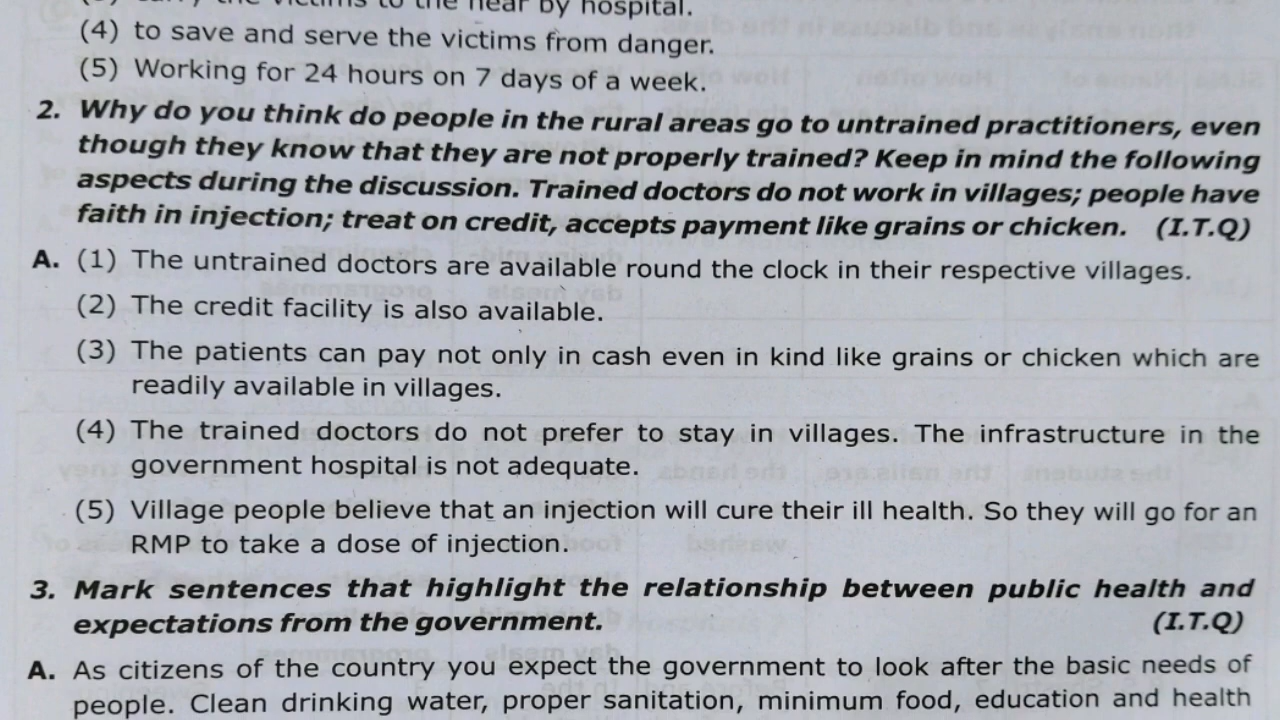 to the near by hospital.
(4) to save and serve the victims from danger.
(5) Working for 24 hours on 7 days of a week.
2. Why do you think do people in the rural areas go to untrained practitioners, even
though they know that they are not properly trained? Keep in mind the following
aspects during the discussion. Trained doctors do not work in villages; people have
faith in injection; treat on credit, accepts payment like grains or chicken. (I.T.Q)
A. (1) The untrained doctors are available round the clock in their respective villages.
(2) The credit facility is also available.
(3) The patients can pay not only in cash even in kind like grains or chicken which are
readily available in villages.
(4) The trained doctors do not prefer to stay in villages. The infrastructure in the
government hospital is not adequate.
(5) Village people believe that an injection will cure their ill health. So they will go for an
RMP to take a dose of injection.
3. Mark sentences that highlight the relationship between public health and
expectations from the government. (I.T.Q)
A. As citizens of the country you expect the government to look after the basic needs of
people. Clean drinking water, proper sanitation, minimum food, education and health